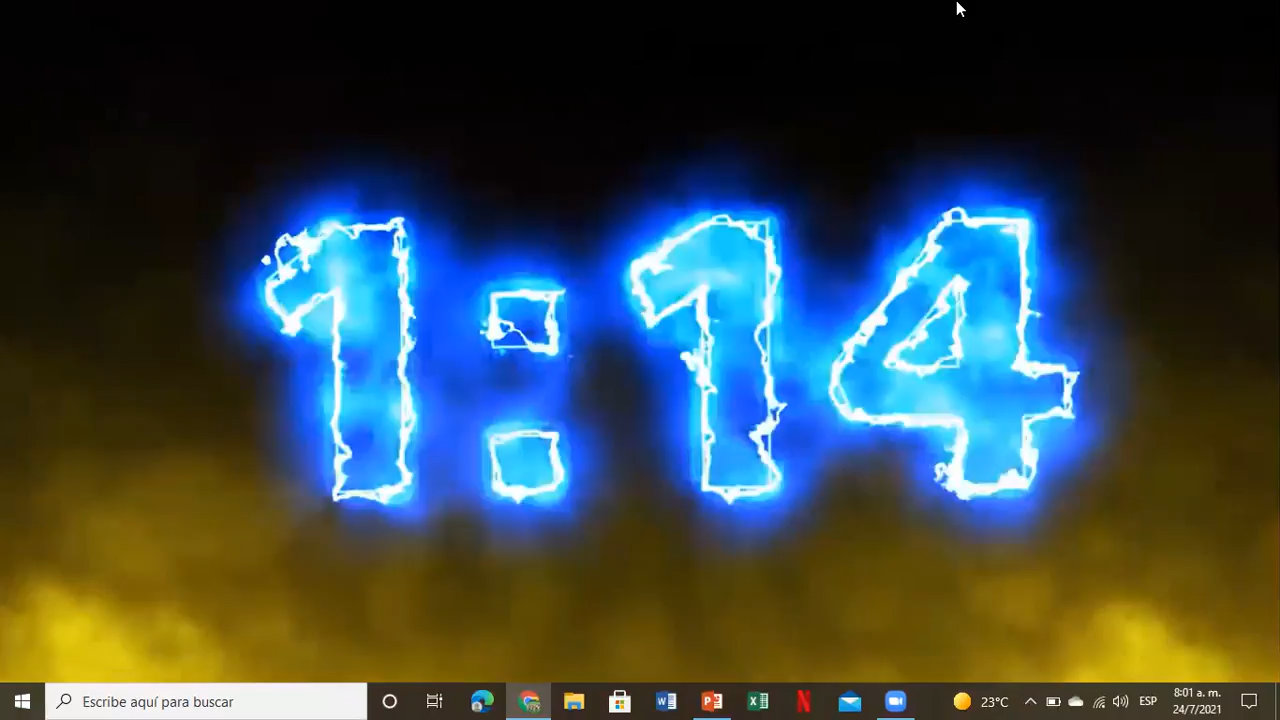 1:14
Escribe aquí para buscar
23°C
ESP
8:01 a. m.
24/7/2021